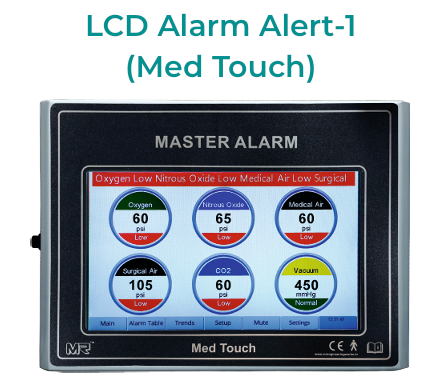 LCD Alarm Alert-1
(Med Touch)
MASTER ALARM
Oxygen Low Nitrous Oxide Low Medical Air Low Surgical
Oxygen
60
psi
Low
Nitrous Oxide
65
psi
Low
Medical Air
60
psi
Low
Surgical Air
105
psi
Low
CO2
60
psi
Low
Vacuum
450
mmHg
Normal
Main Alarm Table Trends Setup Mute Settings
MR
Med Touch
CE